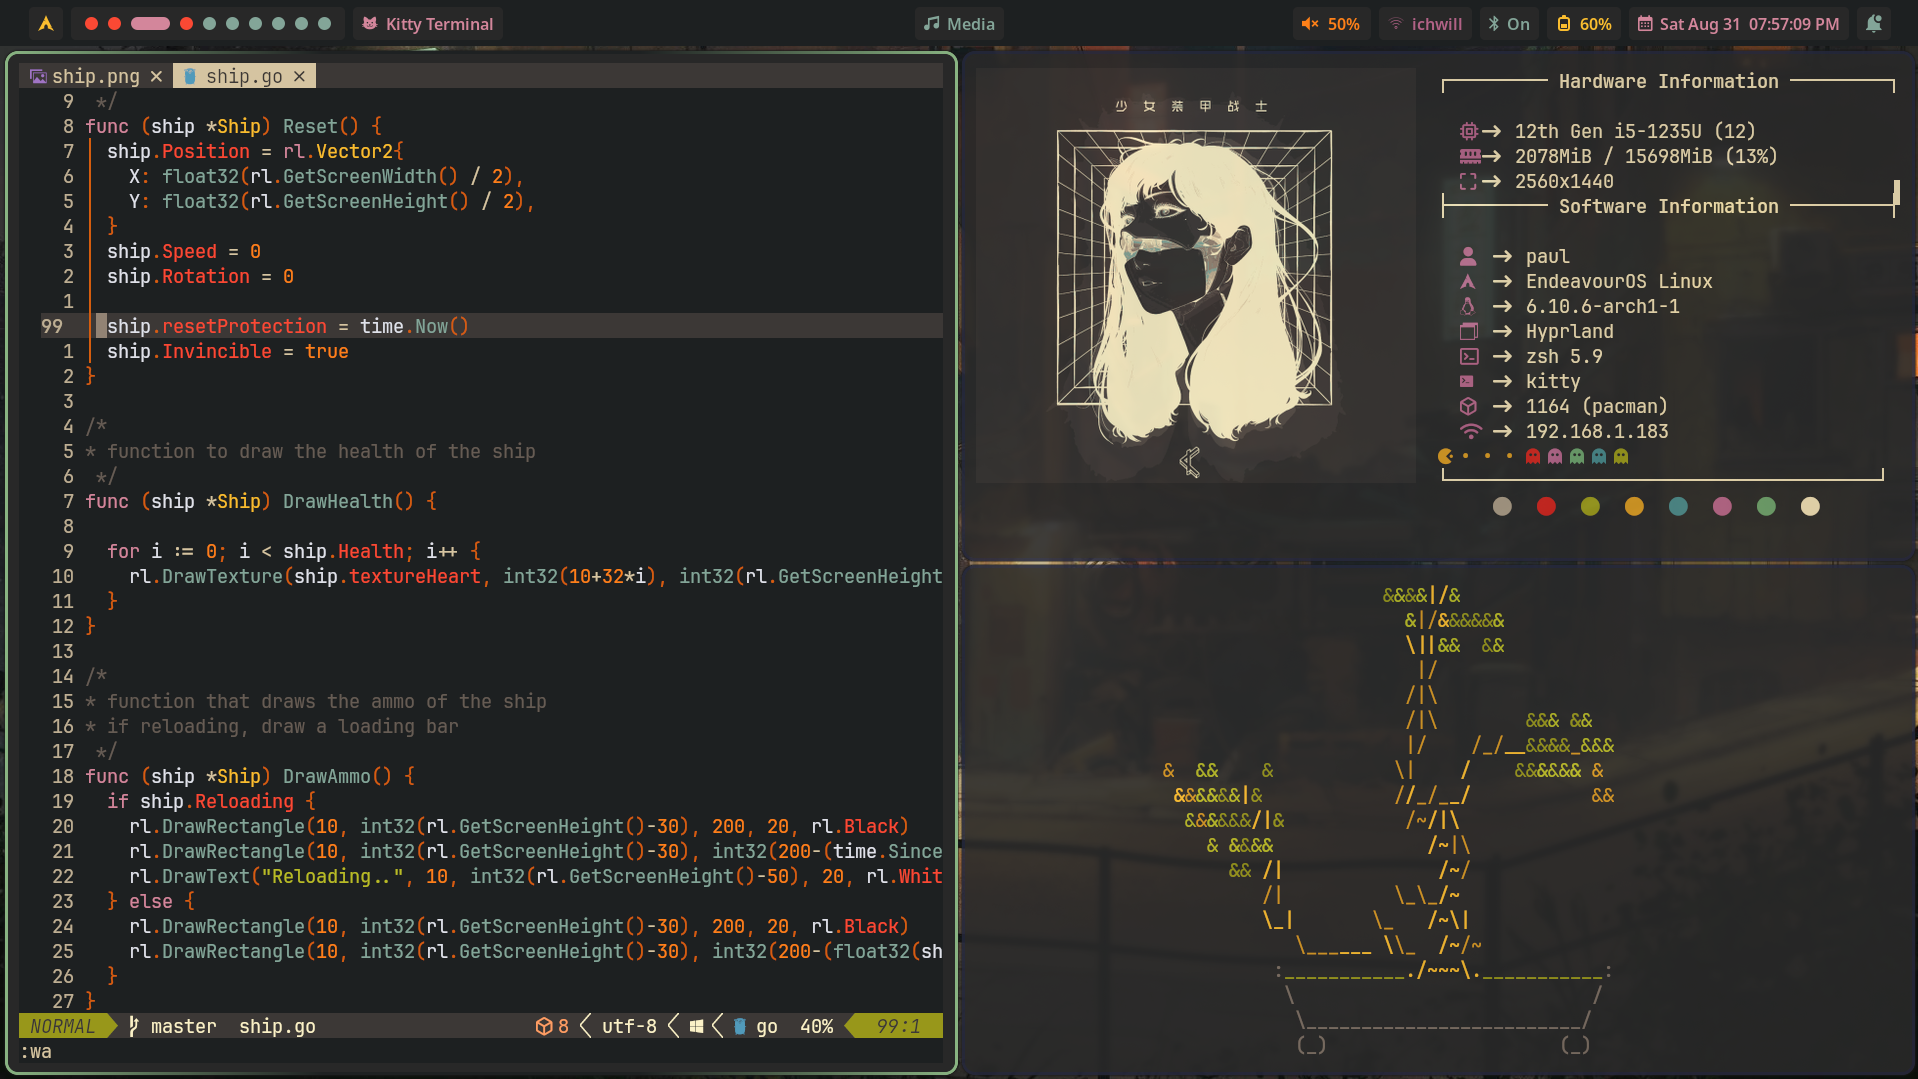 Kitty Terminal
Media
50%
ichwill
On
60%
Sat Aug 31 07:57:09 PM
ship.png ×
ship.go ×
9 */
8 func (ship *Ship) Reset() {
7 ship.Position = rl.Vector2{
6 X: float32(rl.GetScreenWidth() / 2),
5 Y: float32(rl.GetScreenHeight() / 2),
4 }
3 ship.Speed = 0
2 ship.Rotation = 0
1
99 ship.resetProtection = time.Now()
1 ship.Invincible = true
2 }
3
4 /*
5 * function to draw the health of the ship
6 */
7 func (ship *Ship) DrawHealth() {
8
9 for i := 0; i < ship.Health; i++ {
10 rl.DrawTexture(ship.textureHeart, int32(10+32*i), int32(rl.GetScreenHeight
11 }
12 }
13
14 /*
15 * function that draws the ammo of the ship
16 * if reloading, draw a loading bar
17 */
18 func (ship *Ship) DrawAmmo() {
19 if ship.Reloading {
20 rl.DrawRectangle(10, int32(rl.GetScreenHeight()-30), 200, 20, rl.Black)
21 rl.DrawRectangle(10, int32(rl.GetScreenHeight()-30), int32(200-(time.Since
22 rl.DrawText("Reloading..", 10, int32(rl.GetScreenHeight()-50), 20, rl.Whit
23 } else {
24 rl.DrawRectangle(10, int32(rl.GetScreenHeight()-30), 200, 20, rl.Black)
25 rl.DrawRectangle(10, int32(rl.GetScreenHeight()-30), int32(200-(float32(sh
26 }
27 }
NORMAL master ship.go 8 utf-8 go 40% 99:1
:wa
少女装甲战士
Hardware Information
12th Gen i5-1235U (12)
2078MiB / 15698MiB (13%)
2560x1440
Software Information
paul
EndeavourOS Linux
6.10.6-arch1-1
Hyprland
zsh 5.9
kitty
1164 (pacman)
192.168.1.183